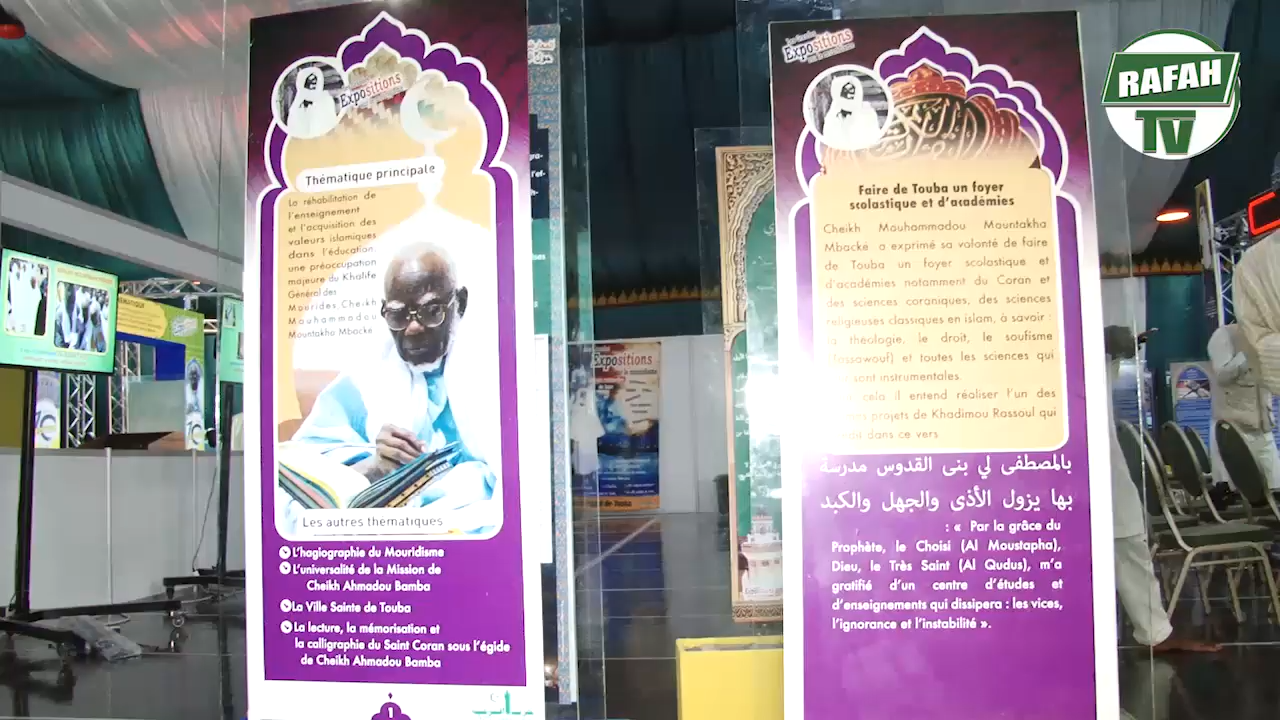 Expositions
Thématique principale
La réhabilitation de
l'enseignement
et l'acquisition des
valeurs islamiques
dans l'éducation,
une préoccupation
majeure du Khalife
Général des
Mourides Cheikh
Mouhammadou
Mountakha Mbacké.
Les autres thématiques
L'hagiographie du Mouridisme
L'universalité de la Mission de
Cheikh Ahmadou Bamba
La Ville Sainte de Touba
La lecture, la mémorisation et
la calligraphie du Saint Coran sous l'égide
de Cheikh Ahmadou Bamba
1
Expositions
Expositions
Faire de Touba un foyer
scolastique et d'académies
Cheikh Mouhammadou Mountakha
Mbacké a exprimé sa volonté de faire
de Touba un foyer scolastique et
d'académies notamment du Coran et
des sciences coraniques, des sciences
religieuses classiques en islam, à savoir :
la théologie, le droit, le soufisme
(Tassawouf) et toutes les sciences qui
sont instrumentales.
cela il entend réaliser l'un des
projets de Khadimou Rassoul qui
dans ce vers
بالمصطفى لي بنى القدوس مدرسة
بها يزول الأذى والجهل والكبد
: « Par la grâce du
Prophète, le Choisi (Al Moustapha),
Dieu, le Très Saint (Al Qudus), m'a
gratifié d'un centre d'études et
d'enseignements qui dissipera : les vices,
l'ignorance et l'instabilité ».
RAFAH
TV